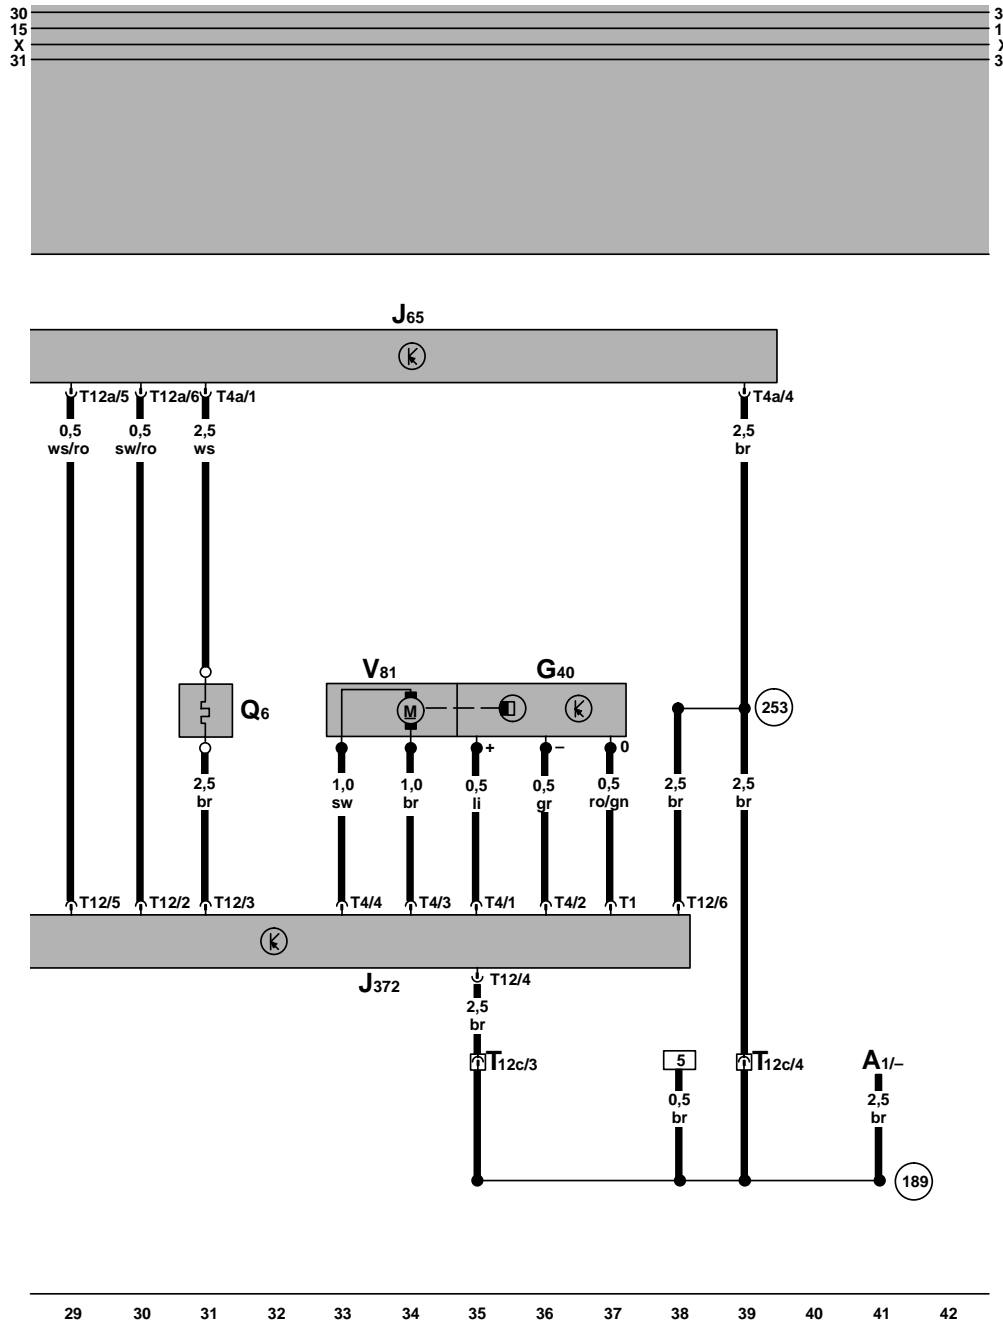 30 3
15 1
X X
31 3
J65
T12a/5 T12a/6 T4a/1 T4a/4
0,5 0,5 2,5 2,5
ws/ro sw/ro ws br
V81 G40
M
Q6 253
+ – 0
2,5 1,0 1,0 0,5 0,5 0,5 2,5 2,5
br sw br li gr ro/gn br br
T12/5 T12/2 T12/3 T4/4 T4/3 T4/1 T4/2 T1 T12/6
J372 T12/4
2,5
br
T12c/3 5 T12c/4 A1/–
0,5 2,5
br br
189
29 30 31 32 33 34 35 36 37 38 39 40 41 42